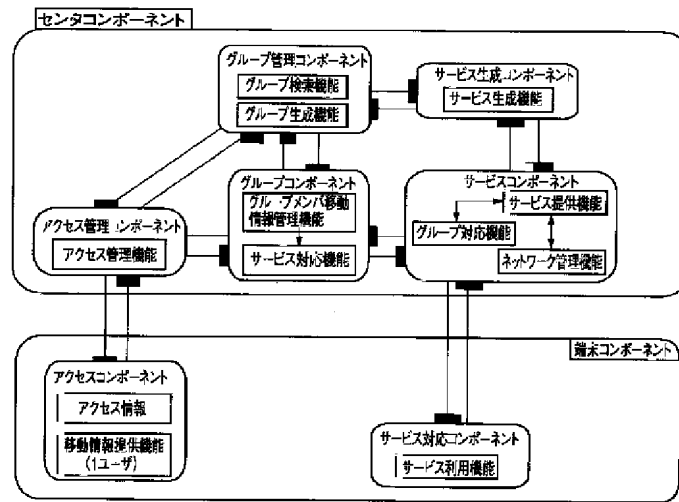 センタコンポーネント
グループ管理コンポーネント
グループ検索機能
グループ生成機能
サービス生成コンポーネント
サービス生成機能
グループコンポーネント
グループメンバ移動
情報管理機能
サービス対応機能
サービスコンポーネント
サービス提供機能
グループ対応機能
ネットワーク管理機能
アクセス管理コンポーネント
アクセス管理機能
端末コンポーネント
アクセスコンポーネント
アクセス情報
移動情報提供機能
(1ユーザ)
サービス対応コンポーネント
サービス利用機能